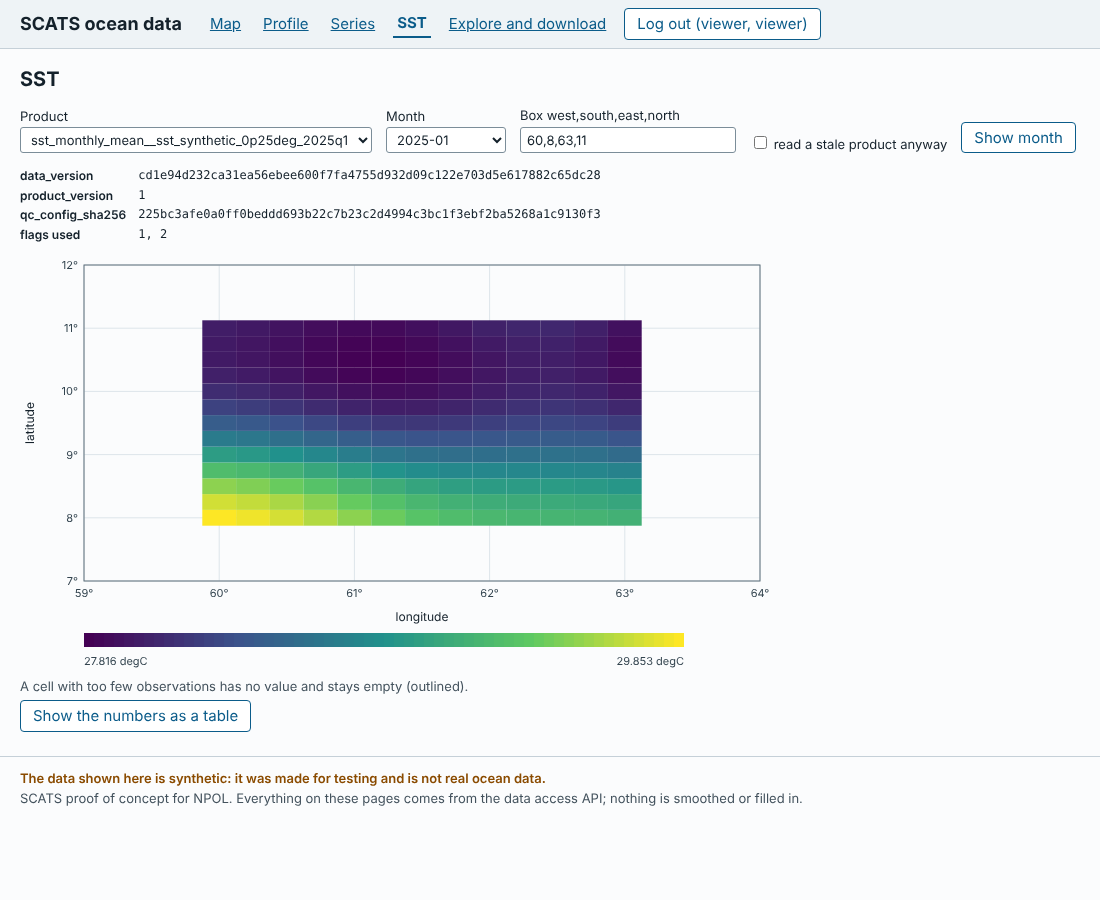 SCATS ocean data Map Profile Series SST Explore and download Log out (viewer, viewer)
SST
Product Month Box west,south,east,north
sst_monthly_mean__sst_synthetic_0p25deg_2025q1 2025-01 60,8,63,11 read a stale product anyway Show month
data_version cd1e94d232ca31ea56ebee600f7fa4755d932d09c122e703d5e617882c65dc28
product_version 1
qc_config_sha256 225bc3afe0a0ff0beddd693b22c7b23c2d4994c3bc1f3ebf2ba5268a1c9130f3
flags used 1, 2
12°
11°
10°
latitude
9°
8°
7°
59° 60° 61° 62° 63° 64°
longitude
27.816 degC 29.853 degC
A cell with too few observations has no value and stays empty (outlined).
Show the numbers as a table
The data shown here is synthetic: it was made for testing and is not real ocean data.
SCATS proof of concept for NPOL. Everything on these pages comes from the data access API; nothing is smoothed or filled in.